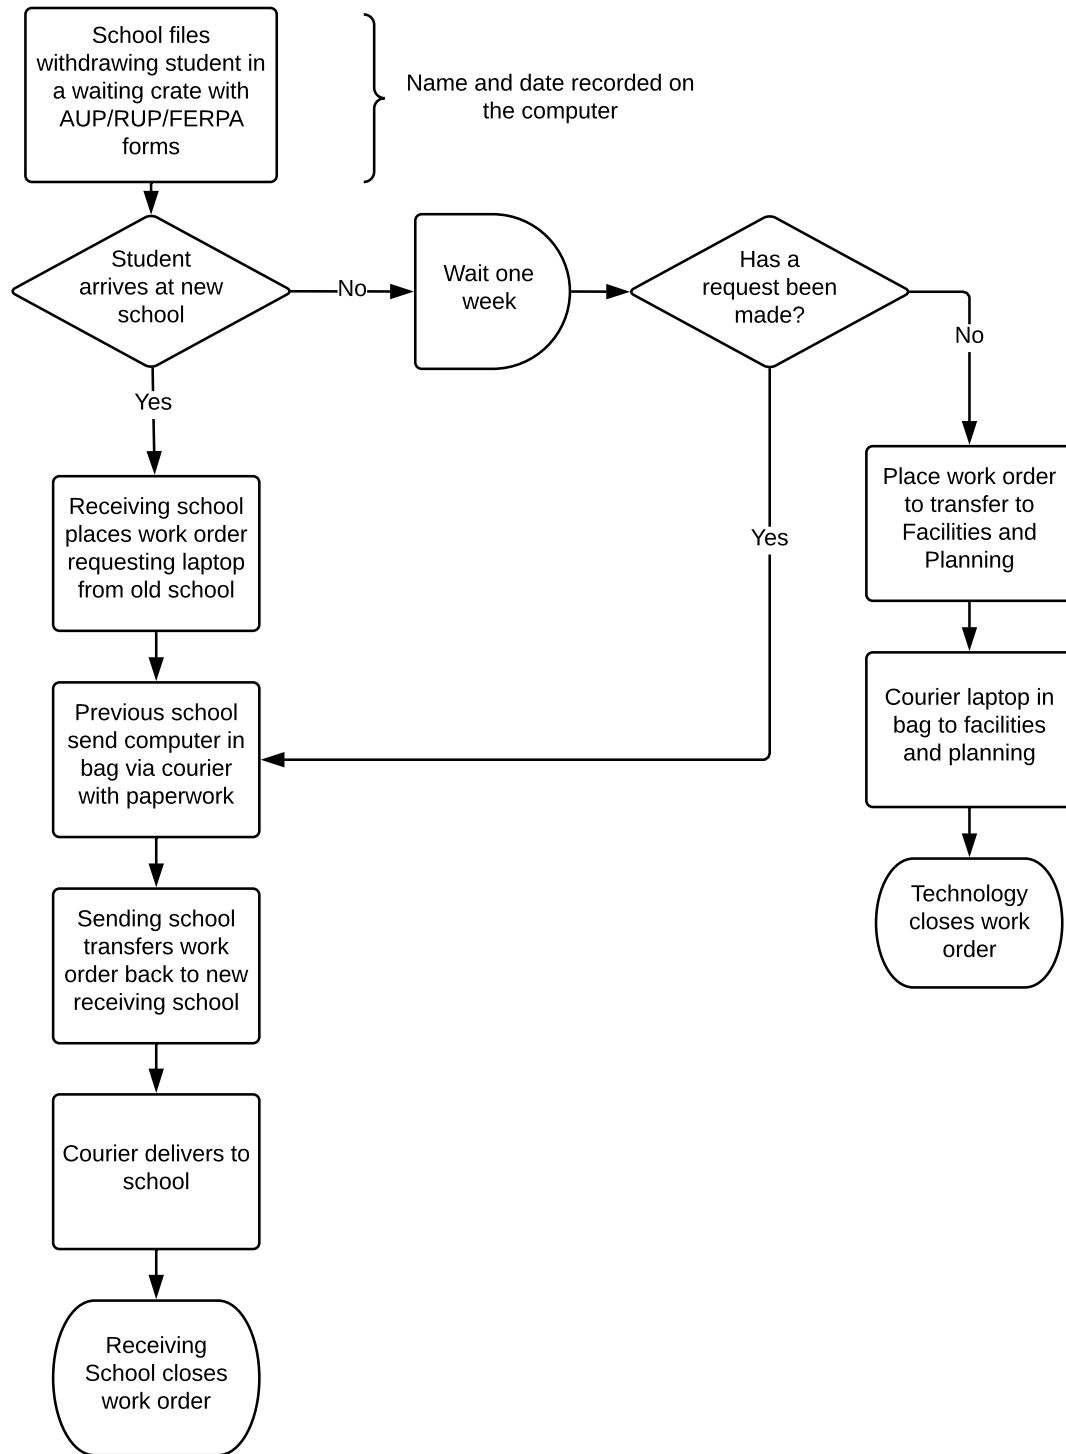 School files
withdrawing student in
a waiting crate with
AUP/RUP/FERPA
forms
Name and date recorded on
the computer
Student
arrives at new
school
No
Wait one
week
Has a
request been
made?
No
Yes
Receiving school
places work order
requesting laptop
from old school
Yes
Place work order
to transfer to
Facilities and
Planning
Previous school
send computer in
bag via courier
with paperwork
Courier laptop in
bag to facilities
and planning
Sending school
transfers work
order back to new
receiving school
Technology
closes work
order
Courier delivers to
school
Receiving
School closes
work order